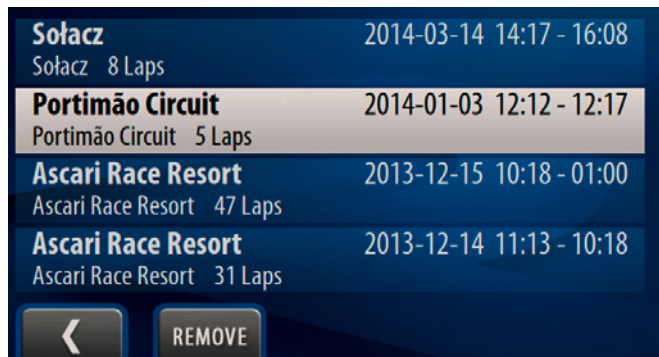 Sołacz 2014-03-14 14:17 - 16:08
Sołacz 8 Laps
Portimão Circuit 2014-01-03 12:12 - 12:17
Portimão Circuit 5 Laps
Ascari Race Resort 2013-12-15 10:18 - 01:00
Ascari Race Resort 47 Laps
Ascari Race Resort 2013-12-14 11:13 - 10:18
Ascari Race Resort 31 Laps
REMOVE